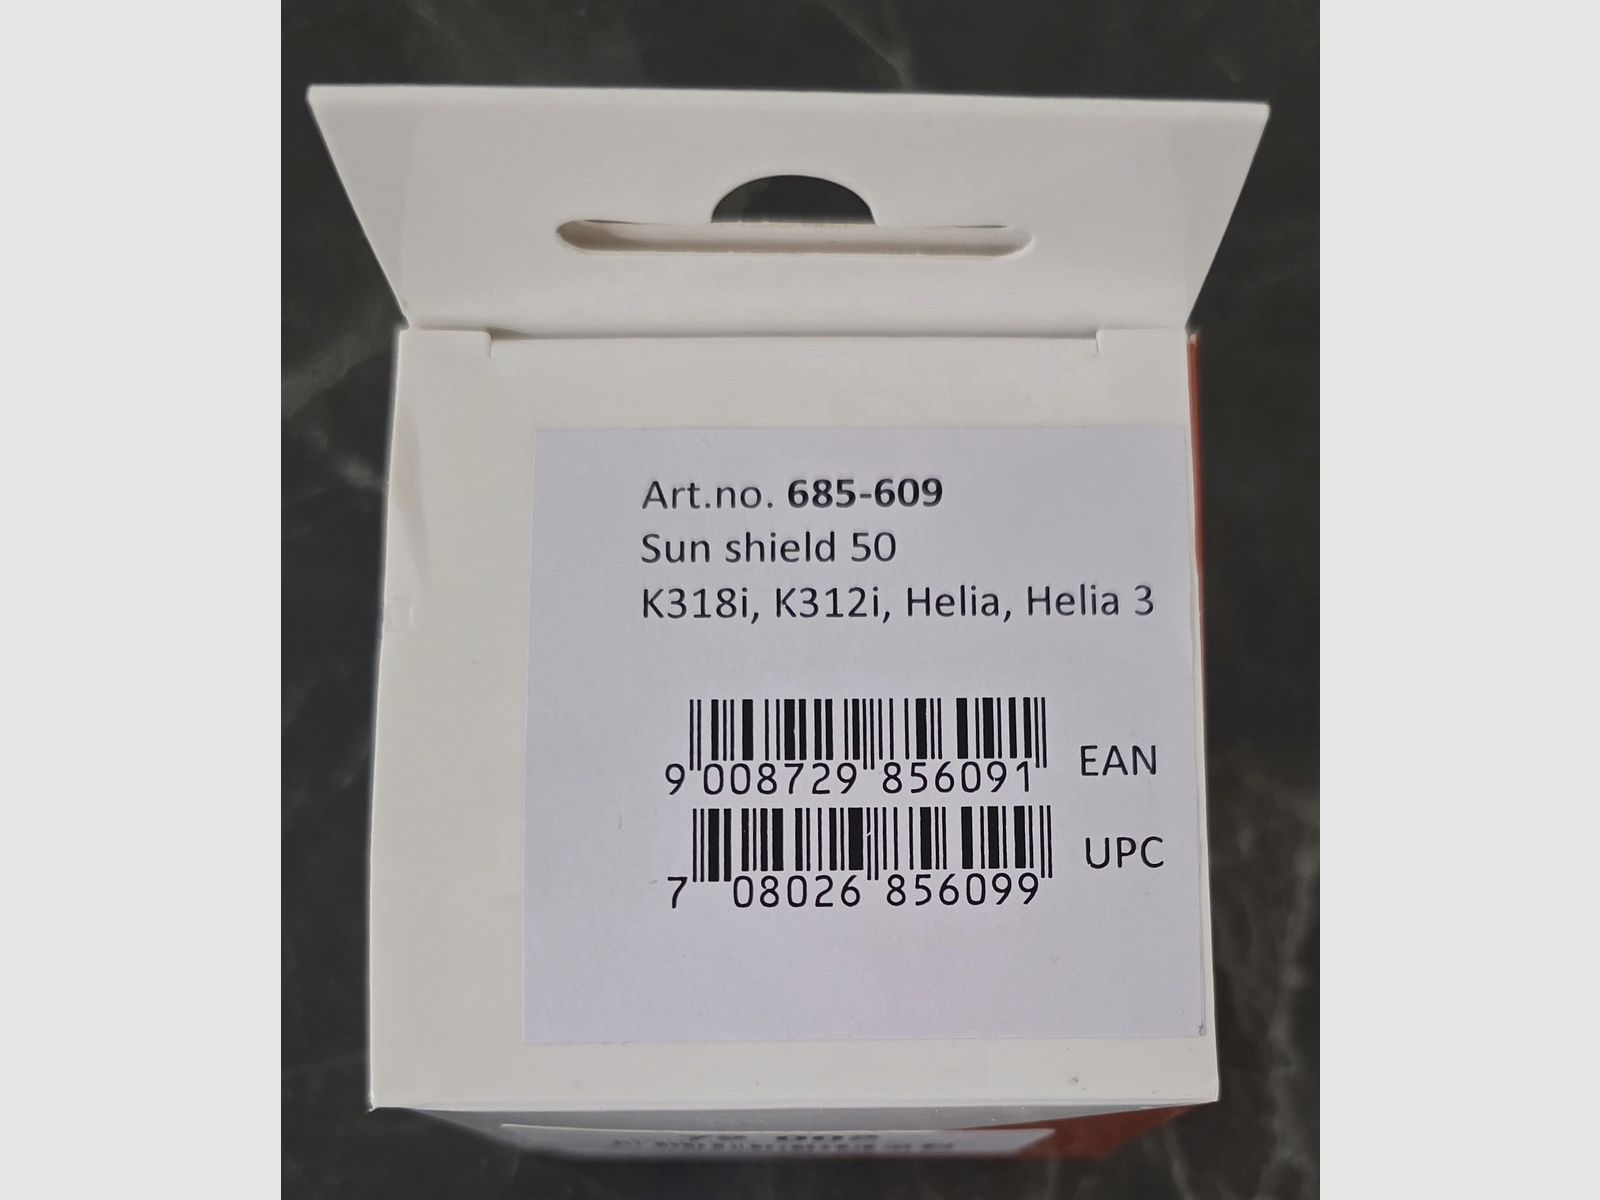 Art.no. 685-609
Sun shield 50
K318i, K312i, Helia, Helia 3
9 008729 856091 EAN
7 08026 856099 UPC